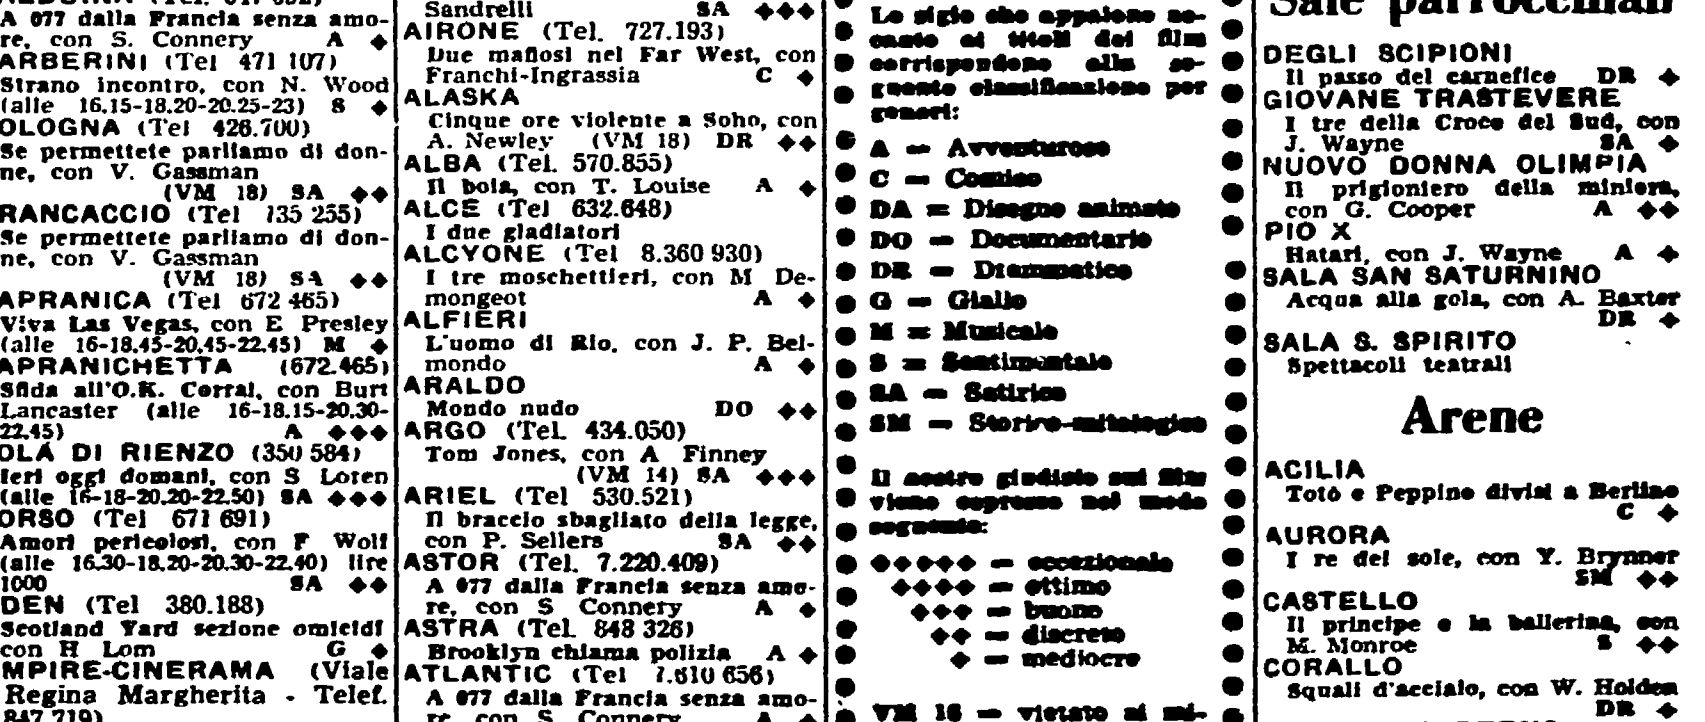 A 077 dalla Francia senza amo-
re, con S. Connery A ◆
ARBERINI (Tel 471 107)
Strano incontro, con N. Wood
(alle 16.15-18.20-20.25-23) S ◆
OLOGNA (Tel 426.700)
Se permettete parliamo di don-
ne, con V. Gassman
(VM 18) SA ◆◆
RANCACCIO (Tel 735 255)
Se permettete parliamo di don-
ne, con V. Gassman
(VM 18) SA ◆◆
APRANICA (Tel 672 465)
Viva Las Vegas, con E Presley
(alle 16-18.45-20.45-22.45) M ◆
APRANICHETTA (672.465)
Sfida all'O.K. Corral, con Burt
Lancaster (alle 16-18.15-20.30-
22.45) A ◆◆◆
OLA DI RIENZO (350 584)
Ieri oggi domani, con S Loren
(alle 16-18-20.20-22.50) SA ◆◆◆
ORSO (Tel 671 691)
Amori pericolosi, con F Wolf
(alle 16.30-18.20-20.30-22.40) lire
1000 SA ◆◆
DEN (Tel 380.188)
Scotland Yard sezione omicidi
con H Lom G ◆
MPIRE-CINERAMA (Viale
Regina Margherita - Telef.
847.719)
Sandrelli SA ◆◆◆
AIRONE (Tel. 727.193)
Due mafiosi nel Far West, con
Franchi-Ingrassia C ◆
ALASKA
Cinque ore violente a Soho, con
A. Newley (VM 18) DR ◆◆
ALBA (Tel. 570.855)
Il boia, con T. Louise A ◆
ALCE (Tel 632.648)
I due gladiatori
ALCYONE (Tel 8.360 930)
I tre moschettieri, con M De-
mongeot A ◆
ALFIERI
L'uomo di Rio, con J. P. Bel-
mondo A ◆
ARALDO
Mondo nudo DO ◆◆
ARGO (Tel. 434.050)
Tom Jones, con A Finney
(VM 14) SA ◆◆◆
ARIEL (Tel 530.521)
Il braccio sbagliato della legge,
con P. Sellers SA ◆◆
ASTOR (Tel. 7.220.409)
A 077 dalla Francia senza amo-
re, con S Connery A ◆
ASTRA (Tel. 848 326)
Brooklyn chiama polizia A ◆
ATLANTIC (Tel 7.610 656)
A 077 dalla Francia senza amo-
re con S Connery A ◆
Le sigle che appaiono ac-
canto ai titoli dei film
corrispondono alla se-
guente classificazione per
generi:
A = Avventuroso
C = Comico
DA = Disegno animato
DO = Documentario
DR = Drammatico
G = Giallo
M = Musicale
S = Sentimentale
SA = Satirico
SM = Storico-mitologico
Il nostro giudizio sui film
viene espresso nel modo
seguente:
◆◆◆◆◆ = eccezionale
◆◆◆◆ = ottimo
◆◆◆ = buono
◆◆ = discreto
◆ = mediocre
VM 16 = vietato ai mi-
Sale parrocchiali
DEGLI SCIPIONI
Il passo del carnefice DR ◆
GIOVANE TRASTEVERE
I tre della Croce del Sud, con
J. Wayne SA ◆
NUOVO DONNA OLIMPIA
Il prigioniero della miniera,
con G. Cooper A ◆◆
PIO X
Hatari, con J. Wayne A ◆
SALA SAN SATURNINO
Acqua alla gola, con A. Baxter
DR ◆
SALA S. SPIRITO
Spettacoli teatrali
Arene
ACILIA
Totò e Peppino divisi a Berlino
C ◆
AURORA
I re del sole, con Y. Brynner
SM ◆◆
CASTELLO
Il principe e la ballerina, con
M. Monroe S ◆◆
CORALLO
Squali d'acciaio, con W. Holden
DR ◆